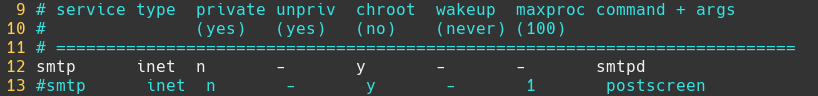 9 # service type  private unpriv  chroot  wakeup  maxproc command + args
10 #               (yes)   (yes)   (no)    (never) (100)
11 # ==========================================================================
12 smtp      inet  n       -       y       -       -       smtpd
13 #smtp      inet  n       -       y       -       1       postscreen